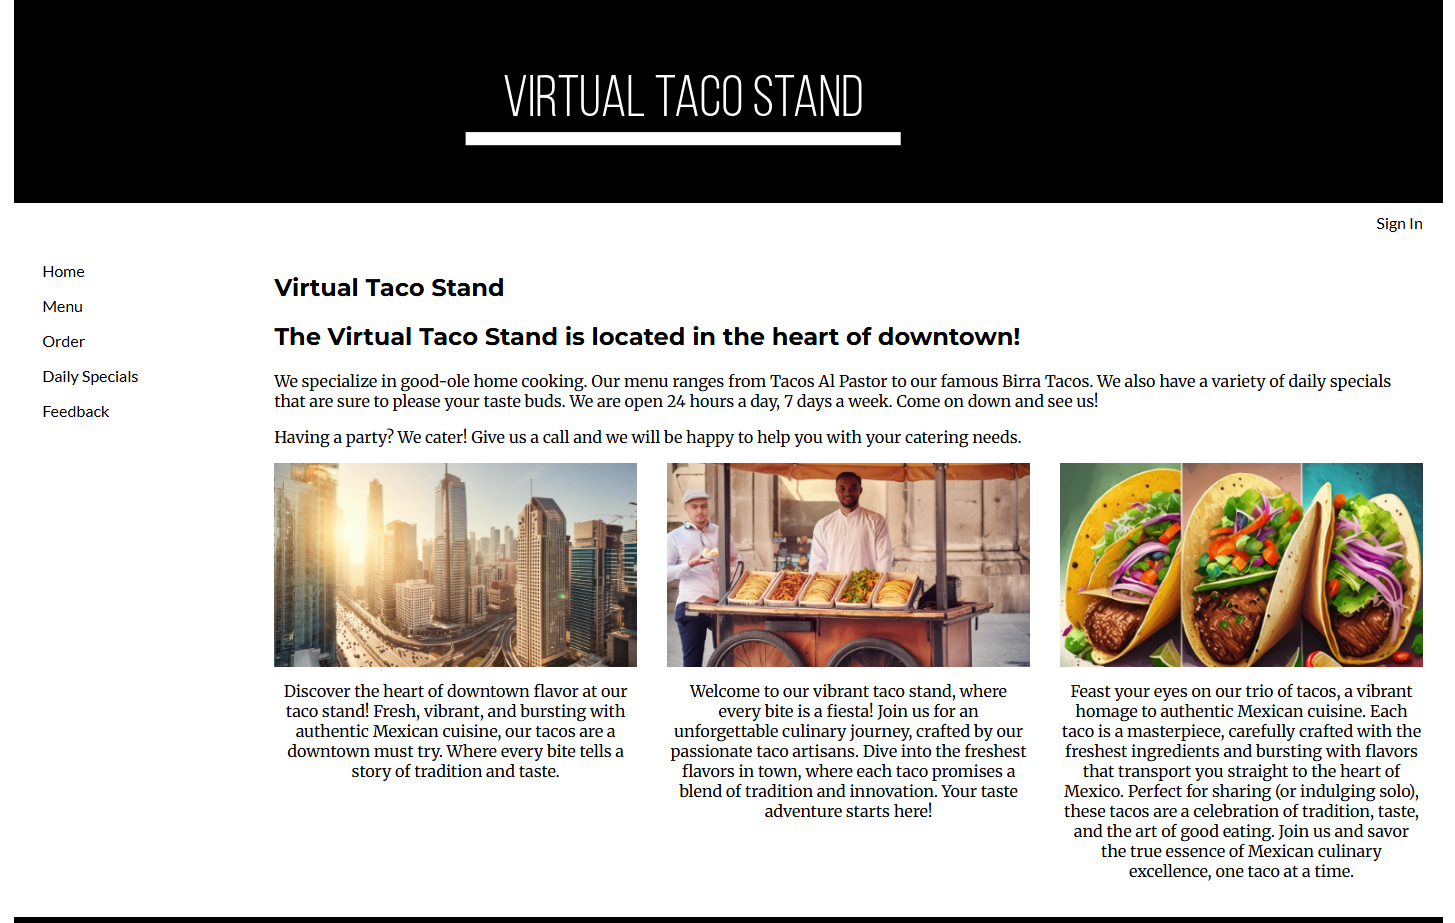 VIRTUAL TACO STAND
Sign In
Home
Menu
Order
Daily Specials
Feedback
Virtual Taco Stand
The Virtual Taco Stand is located in the heart of downtown!
We specialize in good-ole home cooking. Our menu ranges from Tacos Al Pastor to our famous Birra Tacos. We also have a variety of daily specials
that are sure to please your taste buds. We are open 24 hours a day, 7 days a week. Come on down and see us!
Having a party? We cater! Give us a call and we will be happy to help you with your catering needs.
Discover the heart of downtown flavor at our
taco stand! Fresh, vibrant, and bursting with
authentic Mexican cuisine, our tacos are a
downtown must try. Where every bite tells a
story of tradition and taste.
Welcome to our vibrant taco stand, where
every bite is a fiesta! Join us for an
unforgettable culinary journey, crafted by our
passionate taco artisans. Dive into the freshest
flavors in town, where each taco promises a
blend of tradition and innovation. Your taste
adventure starts here!
Feast your eyes on our trio of tacos, a vibrant
homage to authentic Mexican cuisine. Each
taco is a masterpiece, carefully crafted with the
freshest ingredients and bursting with flavors
that transport you straight to the heart of
Mexico. Perfect for sharing (or indulging solo),
these tacos are a celebration of tradition, taste,
and the art of good eating. Join us and savor
the true essence of Mexican culinary
excellence, one taco at a time.